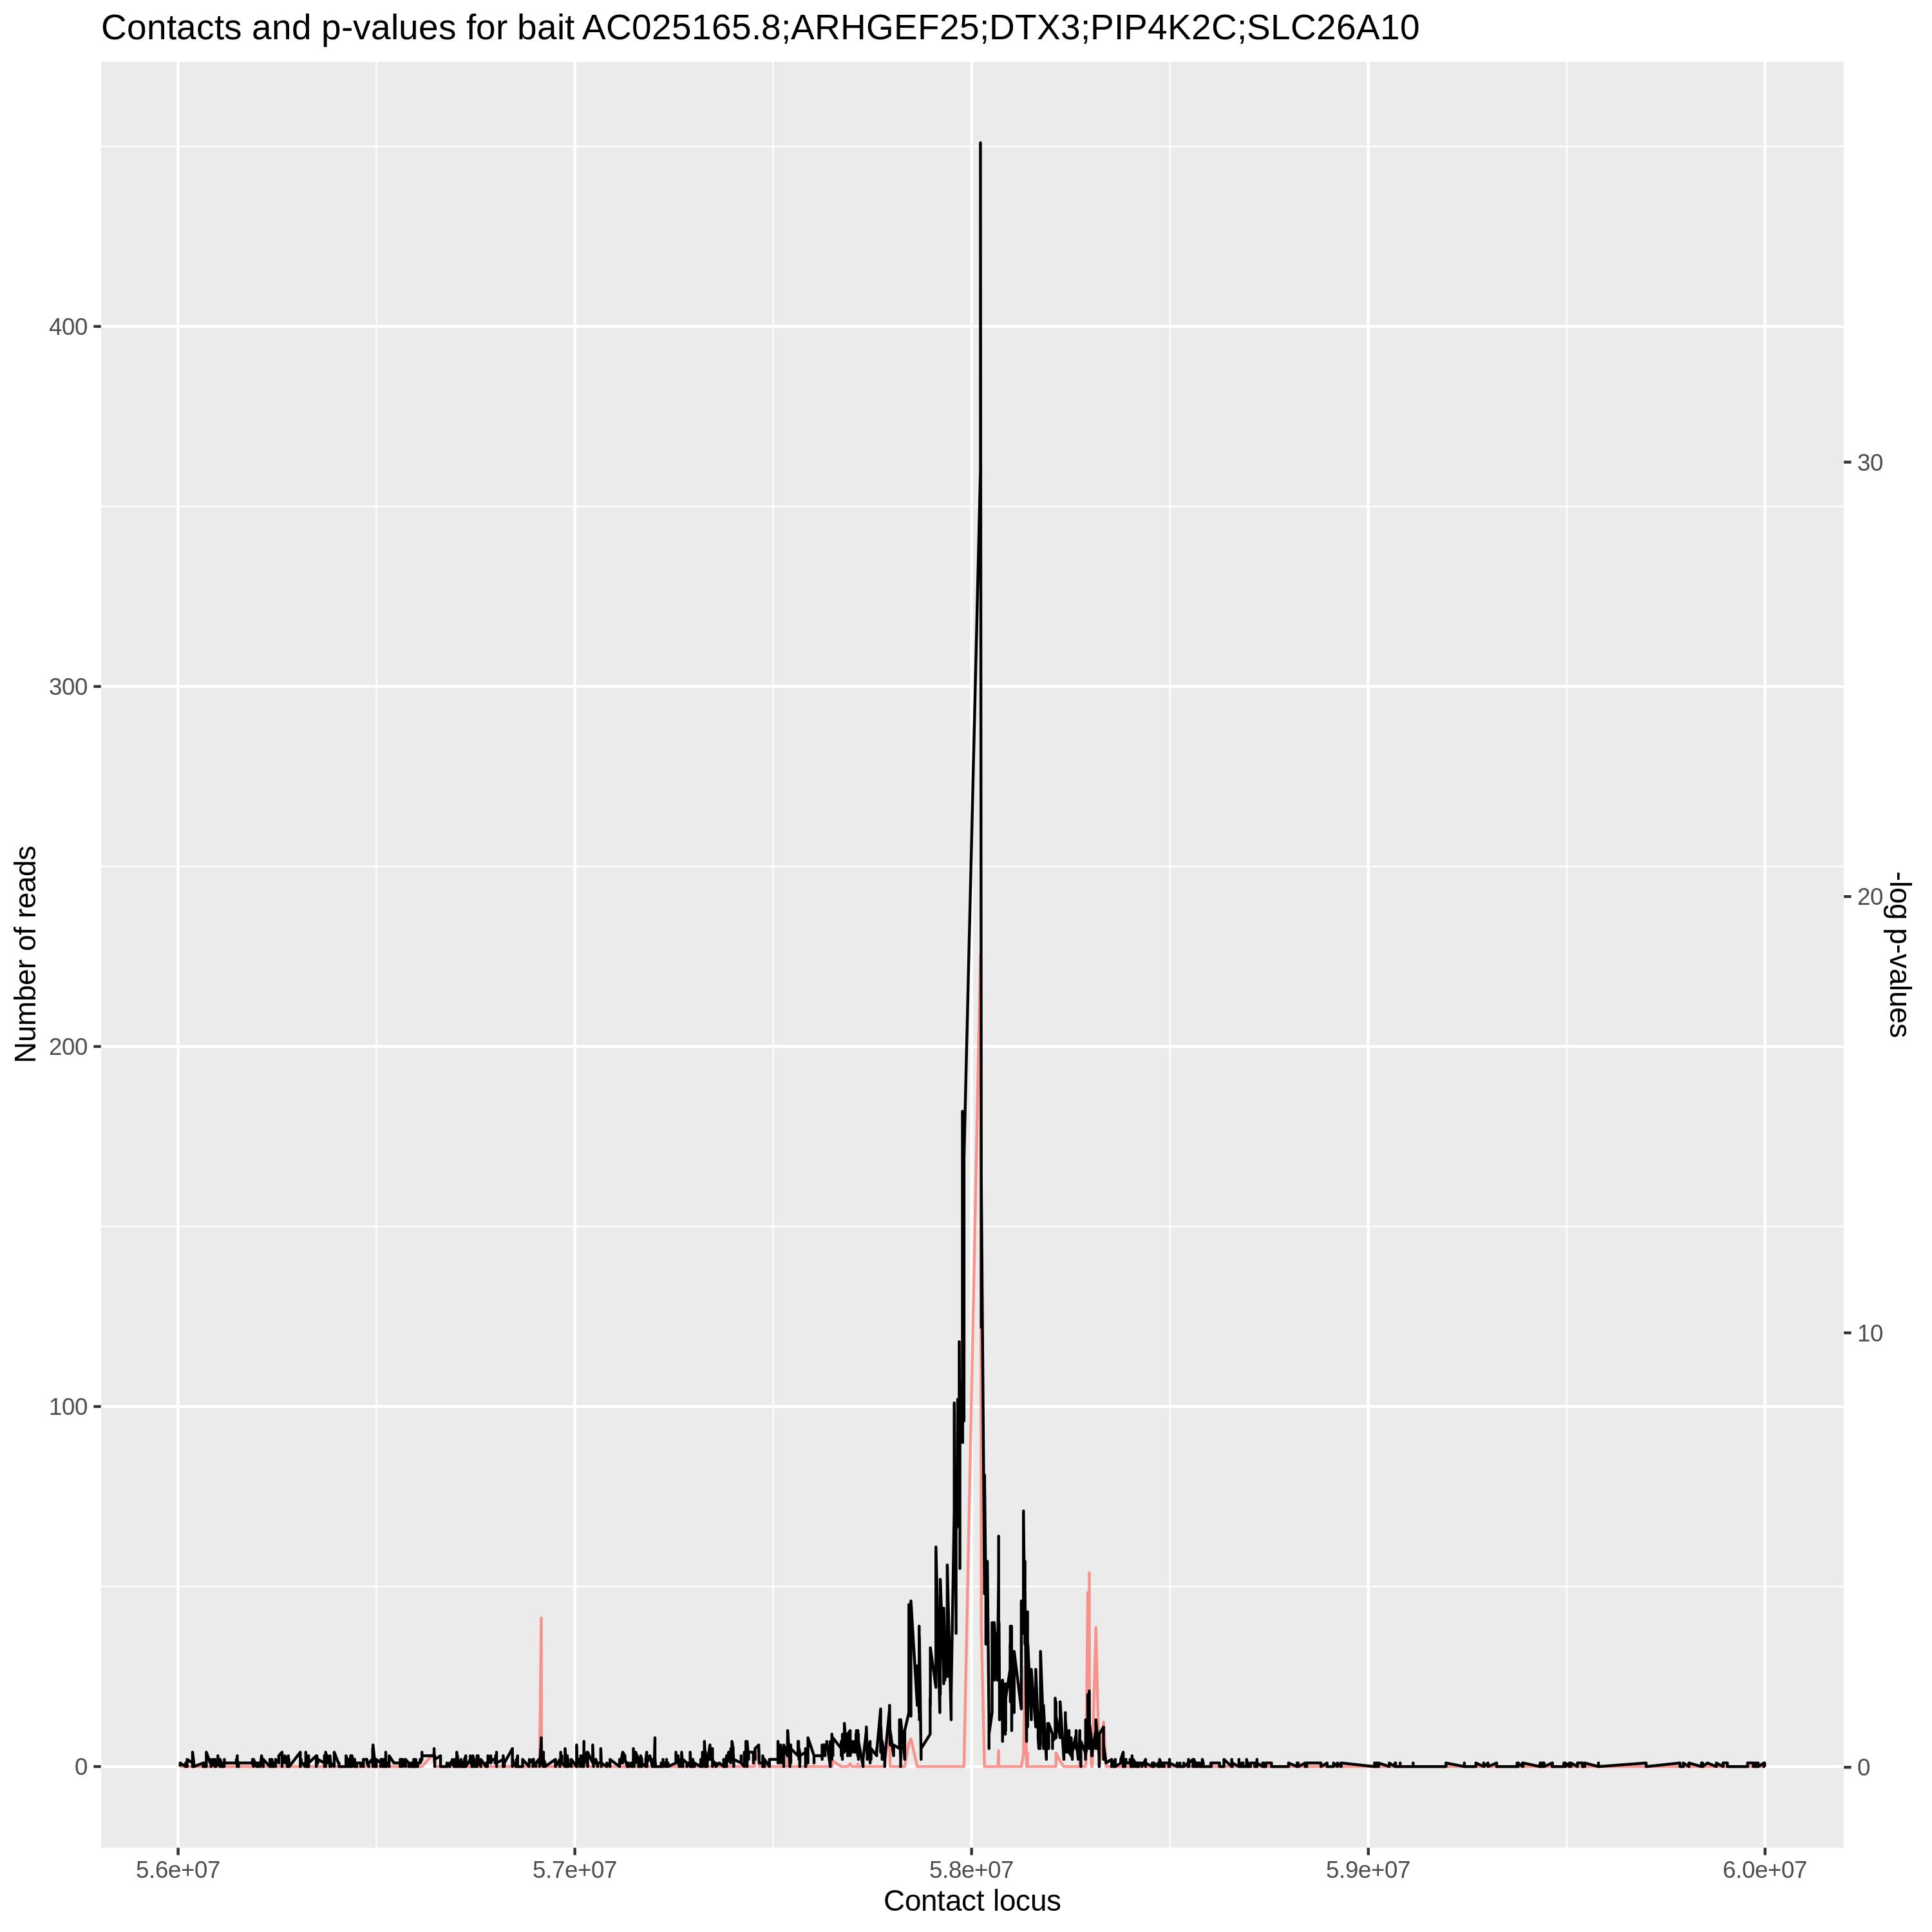 Contacts and p-values for bait AC025165.8;ARHGEF25;DTX3;PIP4K2C;SLC26A10
Number of reads
400
300
200
100
0
30
20
10
0
-log p-values
5.6e+07 5.7e+07 5.8e+07 5.9e+07 6.0e+07
Contact locus